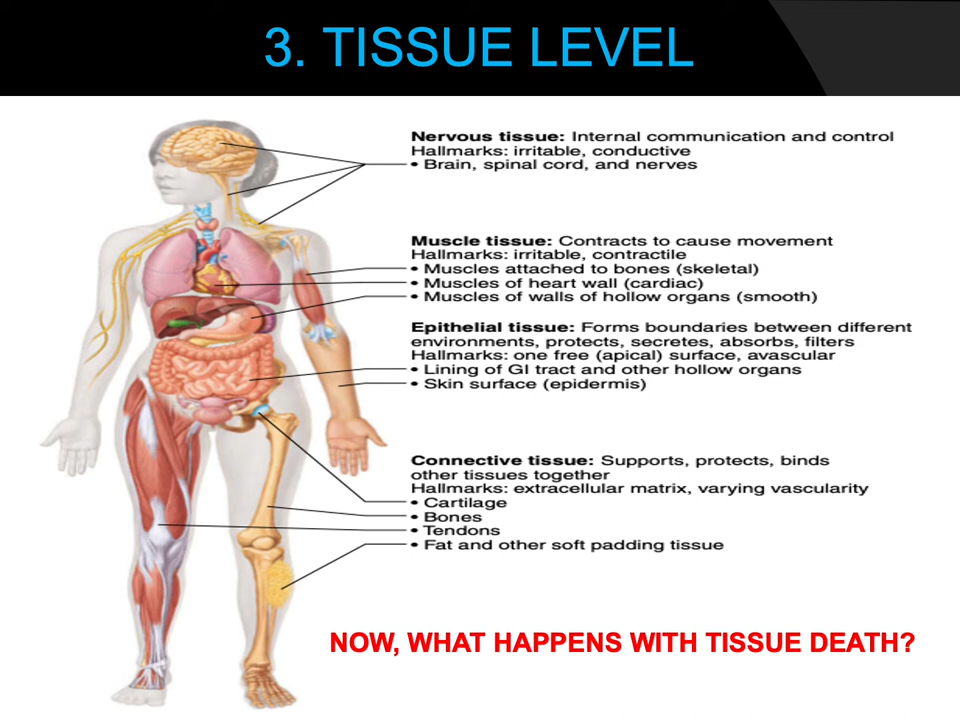 3. TISSUE LEVEL
Nervous tissue: Internal communication and control
Hallmarks: irritable, conductive
• Brain, spinal cord, and nerves
Muscle tissue: Contracts to cause movement
Hallmarks: irritable, contractile
• Muscles attached to bones (skeletal)
• Muscles of heart wall (cardiac)
• Muscles of walls of hollow organs (smooth)
Epithelial tissue: Forms boundaries between different
environments, protects, secretes, absorbs, filters
Hallmarks: one free (apical) surface, avascular
• Lining of GI tract and other hollow organs
• Skin surface (epidermis)
Connective tissue: Supports, protects, binds
other tissues together
Hallmarks: extracellular matrix, varying vascularity
• Cartilage
• Bones
• Tendons
• Fat and other soft padding tissue
NOW, WHAT HAPPENS WITH TISSUE DEATH?